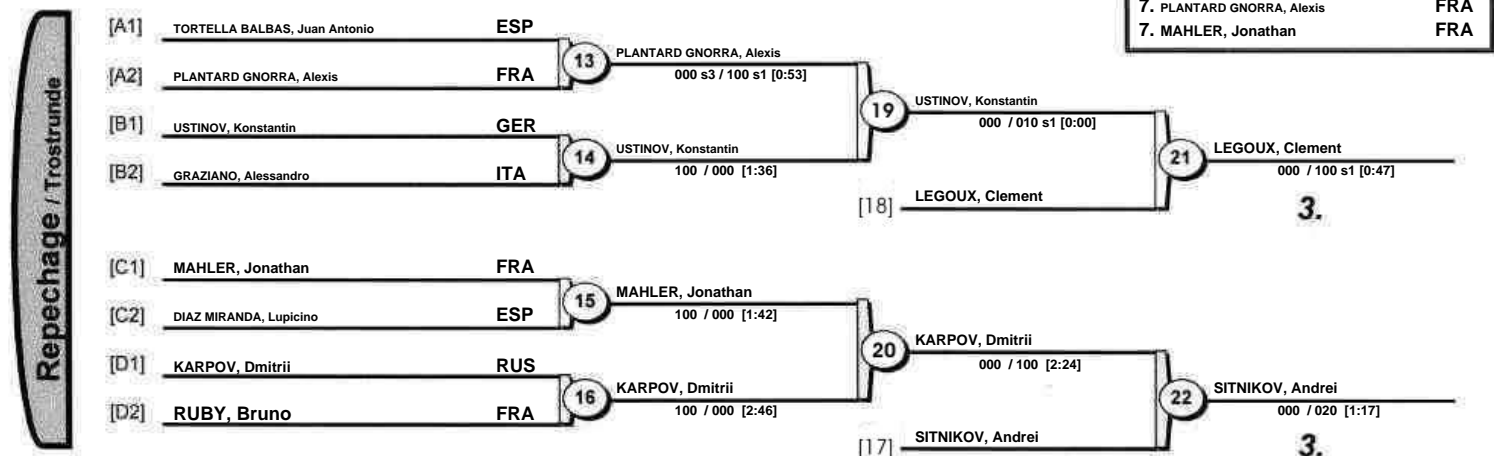 7. PLANTARD GNORRA, Alexis FRA
7. MAHLER, Jonathan FRA
Repechage / Trostrunde
[A1] TORTELLA BALBAS, Juan Antonio ESP
[A2] PLANTARD GNORRA, Alexis FRA
13 PLANTARD GNORRA, Alexis
000 s3 / 100 s1 [0:53]
[B1] USTINOV, Konstantin GER
[B2] GRAZIANO, Alessandro ITA
14 USTINOV, Konstantin
100 / 000 [1:36]
19 USTINOV, Konstantin
000 / 010 s1 [0:00]
[18] LEGOUX, Clement
21 LEGOUX, Clement
000 / 100 s1 [0:47]
3.
[C1] MAHLER, Jonathan FRA
[C2] DIAZ MIRANDA, Lupicino ESP
15 MAHLER, Jonathan
100 / 000 [1:42]
[D1] KARPOV, Dmitrii RUS
[D2] RUBY, Bruno FRA
16 KARPOV, Dmitrii
100 / 000 [2:46]
20 KARPOV, Dmitrii
000 / 100 [2:24]
[17] SITNIKOV, Andrei
22 SITNIKOV, Andrei
000 / 020 [1:17]
3.